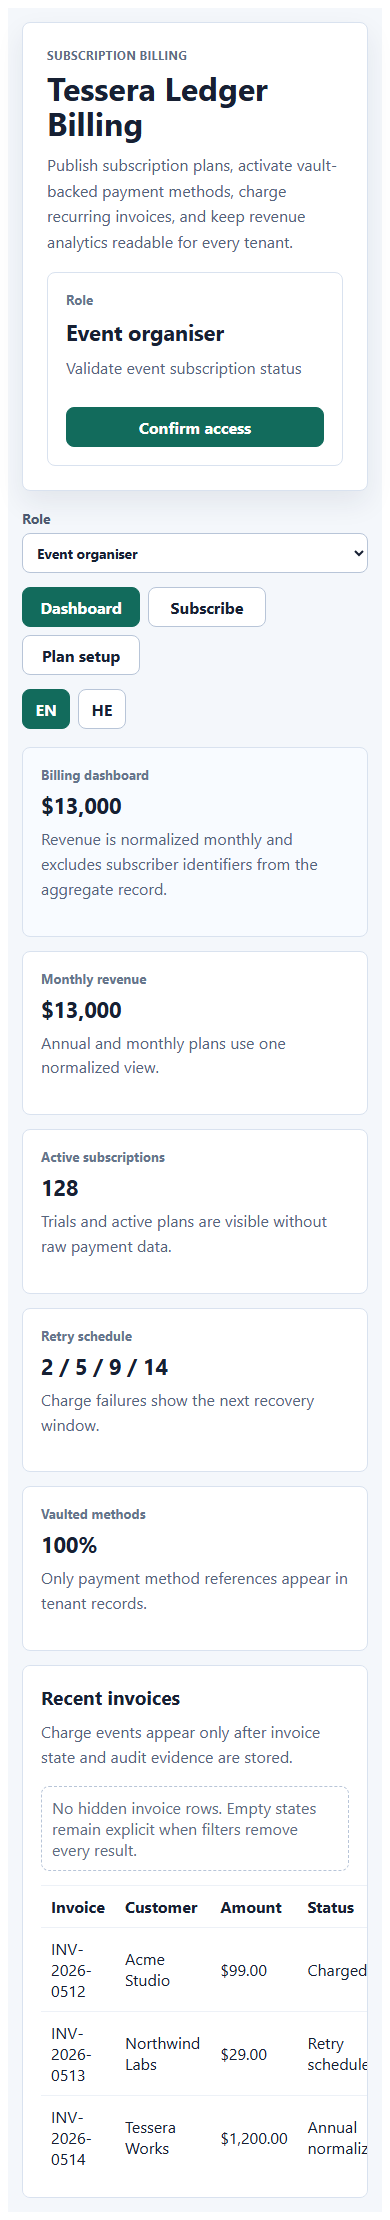 SUBSCRIPTION BILLING
Tessera Ledger
Billing
Publish subscription plans, activate vault-
backed payment methods, charge
recurring invoices, and keep revenue
analytics readable for every tenant.
Role
Event organiser
Validate event subscription status
Confirm access
Role
Event organiser
Dashboard
Subscribe
Plan setup
EN
HE
Billing dashboard
$13,000
Revenue is normalized monthly and
excludes subscriber identifiers from the
aggregate record.
Monthly revenue
$13,000
Annual and monthly plans use one
normalized view.
Active subscriptions
128
Trials and active plans are visible without
raw payment data.
Retry schedule
2 / 5 / 9 / 14
Charge failures show the next recovery
window.
Vaulted methods
100%
Only payment method references appear in
tenant records.
Recent invoices
Charge events appear only after invoice
state and audit evidence are stored.
No hidden invoice rows. Empty states
remain explicit when filters remove
every result.
Invoice Customer Amount Status
INV-
2026-
0512
Acme
Studio
$99.00
Charged
INV-
2026-
0513
Northwind
Labs
$29.00
Retry
schedule
INV-
2026-
0514
Tessera
Works
$1,200.00
Annual
normaliz